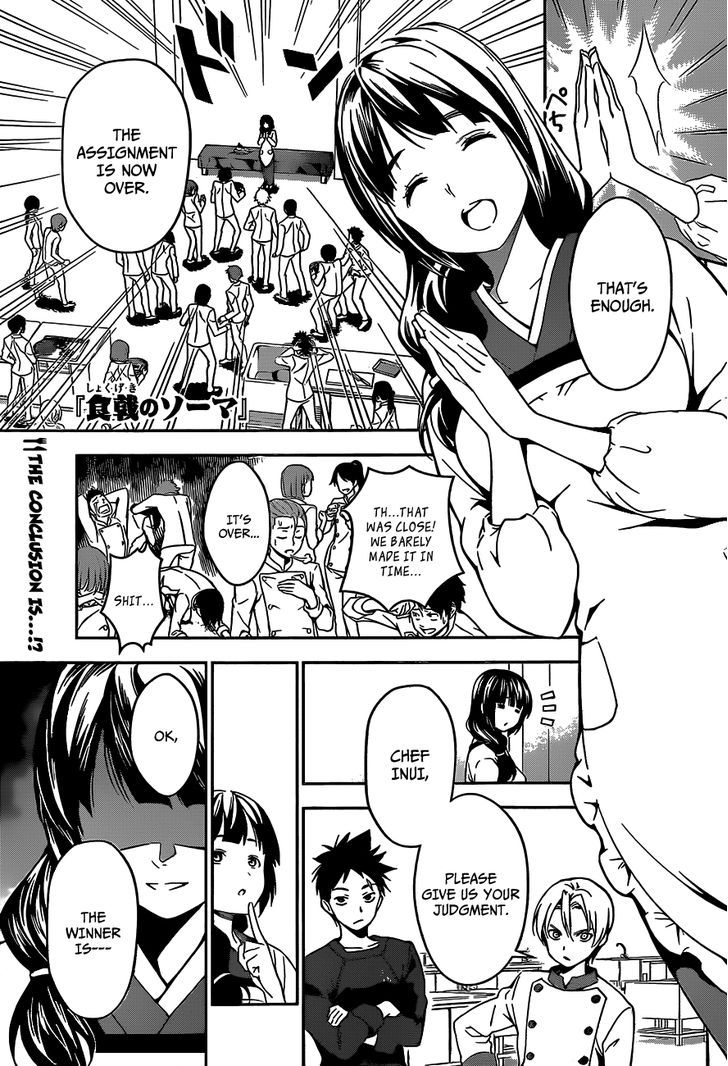 ドン
ぺち
THAT'S
ENOUGH.
THE
ASSIGNMENT
IS NOW
OVER.
しょくげき
『食戟のソーマ』
THE CONCLUSION IS...!?
TH...THAT
WAS CLOSE!
WE BARELY
MADE IT IN
TIME...
IT'S
OVER...
SHIT...
CHEF
INUI,
PLEASE
GIVE US YOUR
JUDGMENT.
OK,
THE
WINNER
IS---